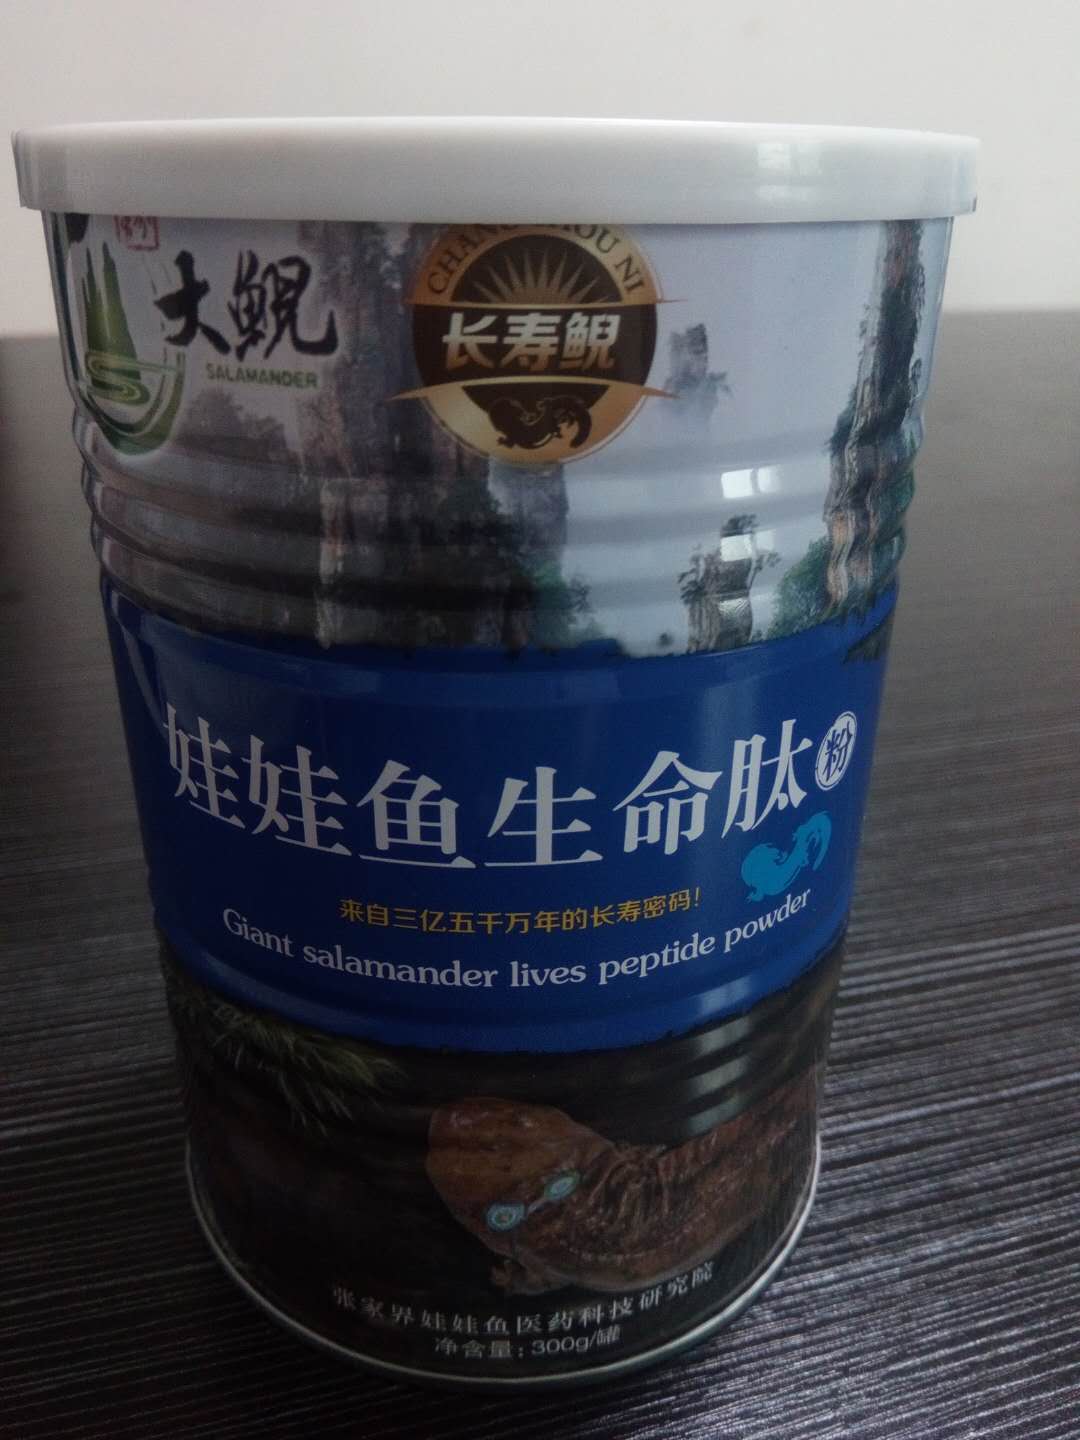 大鲵
SALAMANDER
长寿鲵
娃娃鱼生命肽粉
来自三亿五千万年的长寿密码！
Giant salamander lives peptide powder
张家界娃娃鱼医药科技研究院
净含量：300g/罐